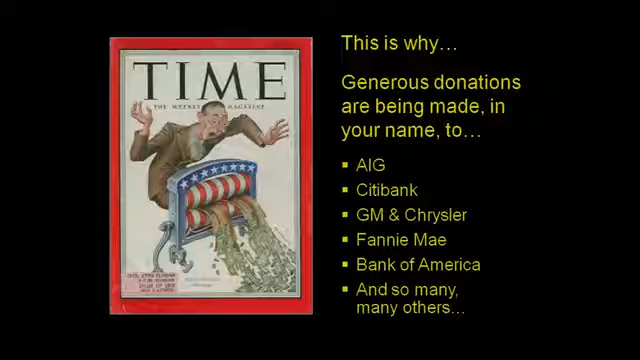 TIME
THE WEEKLY MAGAZINE
This is why…
Generous donations
are being made, in
your name, to…
▪ AIG
▪ Citibank
▪ GM & Chrysler
▪ Fannie Mae
▪ Bank of America
▪ And so many,
many others…